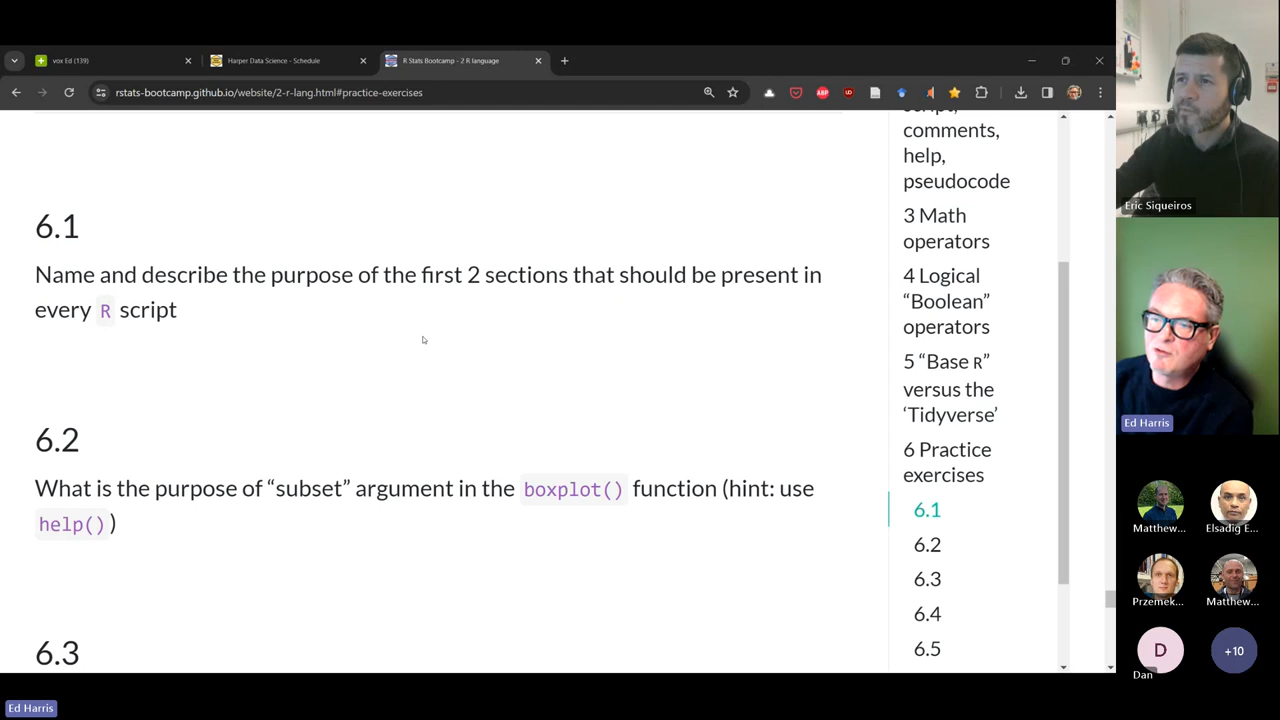 vox Ed (139)
Harper Data Science - Schedule
R Stats Bootcamp - 2 R language
rstats-bootcamp.github.io/website/2-r-lang.html#practice-exercises
6.1
Name and describe the purpose of the first 2 sections that should be present in
every R script
6.2
What is the purpose of “subset” argument in the boxplot() function (hint: use
help())
6.3
script,
comments,
help,
pseudocode
3 Math
operators
4 Logical
“Boolean”
operators
5 “Base R”
versus the
‘Tidyverse’
6 Practice
exercises
6.1
6.2
6.3
6.4
6.5
Eric Siqueiros
Ed Harris
Matthew...
Elsadig E...
Przemek...
Matthew...
D
Dan
+10
Ed Harris